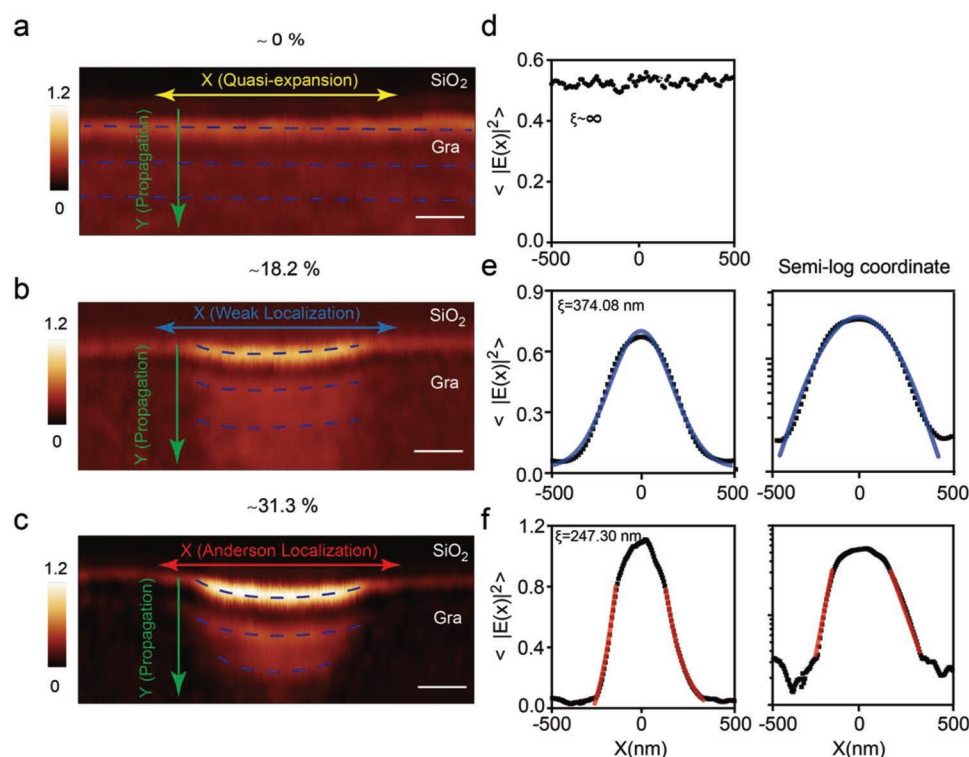 a
~ 0 %
1.2
0
X (Quasi-expansion)
Y (Propagation)
SiO2
Gra
b
~18.2 %
1.2
0
X (Weak Localization)
Y (Propagation)
SiO2
Gra
c
~31.3 %
1.2
0
X (Anderson Localization)
Y (Propagation)
SiO2
Gra
d
< |E(x)|²>
0.6
0.4
0.2
0.0
ξ~∞
-500 0 500
e
< |E(x)|²>
0.9
0.6
0.3
0.0
ξ=374.08 nm
-500 0 500
Semi-log coordinate
-500 0 500
f
< |E(x)|²>
1.2
0.8
0.4
0.0
ξ=247.30 nm
-500 0 500
X(nm)
-500 0 500
X(nm)